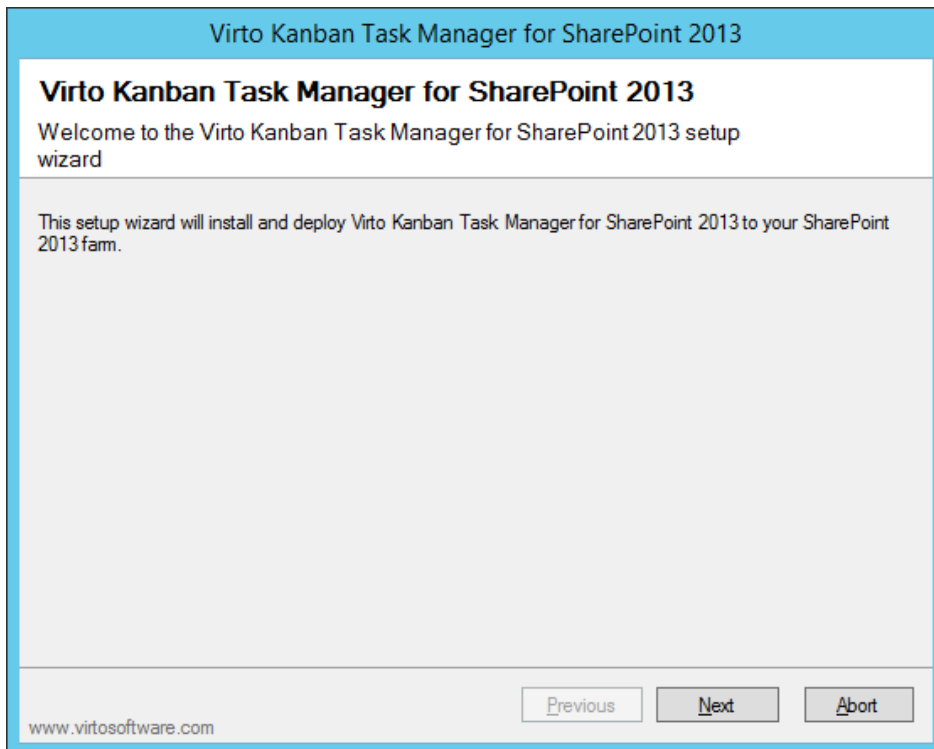 Virto Kanban Task Manager for SharePoint 2013
Virto Kanban Task Manager for SharePoint 2013
Welcome to the Virto Kanban Task Manager for SharePoint 2013 setup
wizard
This setup wizard will install and deploy Virto Kanban Task Manager for SharePoint 2013 to your SharePoint
2013 farm.
Previous
Next
Abort
www.virtosoftware.com